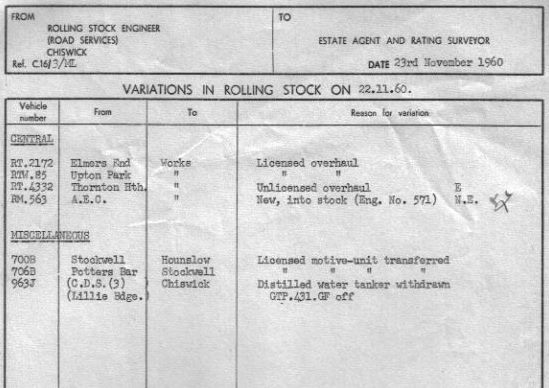 FROM
ROLLING STOCK ENGINEER
(ROAD SERVICES)
CHISWICK
Ref. C.16/3/ML
TO
ESTATE AGENT AND RATING SURVEYOR
DATE 23rd November 1960
VARIATIONS IN ROLLING STOCK ON 22.11.60.
Vehicle number From To Reason for variation
CENTRAL
RT.2172 Elmers End Works Licensed overhaul
RTW.85 Upton Park " " "
RT.4332 Thornton Hth. " Unlicensed overhaul E
RM.563 A.E.C. " New, into stock (Eng. No. 571) N.E.
MISCELLANEOUS
700B Stockwell Hounslow Licensed motive-unit transferred
706B Potters Bar Stockwell " " " "
963J (C.D.S.(3) Chiswick Distilled water tanker withdrawn
(Lillie Bdge.) GTP.431.GF off